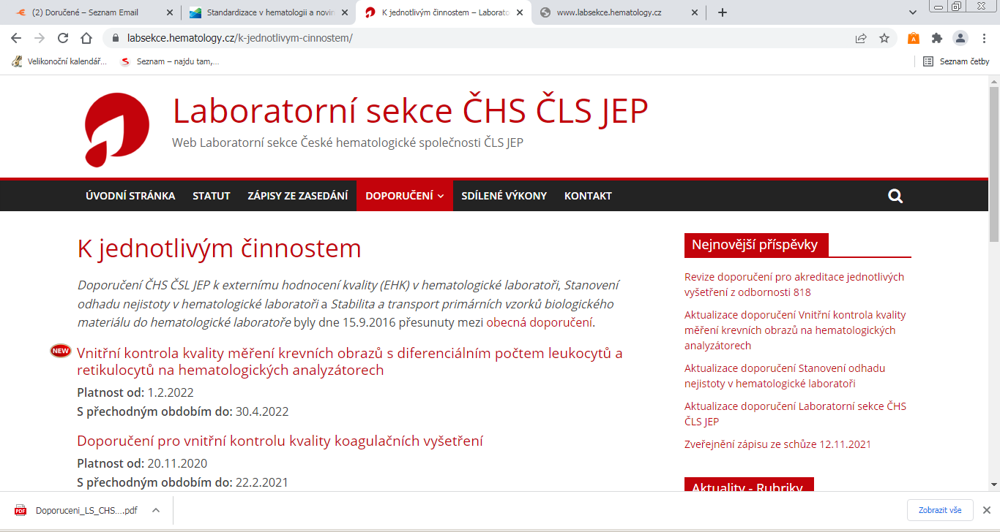 (2) Doručené – Seznam Email
Standardizace v hematologii a novin
K jednotlivým činnostem – Laborato
www.labsekce.hematology.cz
labsekce.hematology.cz/k-jednotlivym-cinnostem/
Velikonoční kalendář...
Seznam – najdu tam,...
Seznam četby
Laboratorní sekce ČHS ČLS JEP
Web Laboratorní sekce České hematologické společnosti ČLS JEP
ÚVODNÍ STRÁNKA STATUT ZÁPISY ZE ZASEDÁNÍ DOPORUČENÍ SDÍLENÉ VÝKONY KONTAKT
K jednotlivým činnostem
Doporučení ČHS ČSL JEP k externímu hodnocení kvality (EHK) v hematologické laboratoři, Stanovení
odhadu nejistoty v hematologické laboratoři a Stabilita a transport primárních vzorků biologického
materiálu do hematologické laboratoře byly dne 15.9.2016 přesunuty mezi obecná doporučení.
NEW
Vnitřní kontrola kvality měření krevních obrazů s diferenciálním počtem leukocytů a
retikulocytů na hematologických analyzátorech
Platnost od: 1.2.2022
S přechodným obdobím do: 30.4.2022
Doporučení pro vnitřní kontrolu kvality koagulačních vyšetření
Platnost od: 20.11.2020
S přechodným obdobím do: 22.2.2021
Nejnovější příspěvky
Revize doporučení pro akreditace jednotlivých
vyšetření z odbornosti 818
Aktualizace doporučení Vnitřní kontrola kvality
měření krevních obrazů na hematologických
analyzátorech
Aktualizace doporučení Stanovení odhadu
nejistoty v hematologické laboratoři
Aktualizace doporučení Laboratorní sekce ČHS
ČLS JEP
Zveřejnění zápisu ze schůze 12.11.2021
Aktuality - Rubriky
PDF
Doporuceni_LS_CHS....pdf
Zobrazit vše